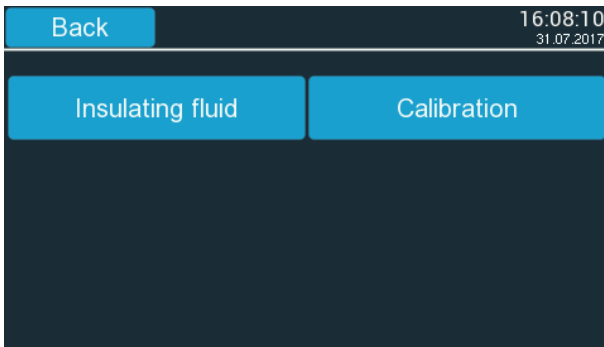 Back
16:08:10
31.07.2017
Insulating fluid
Calibration